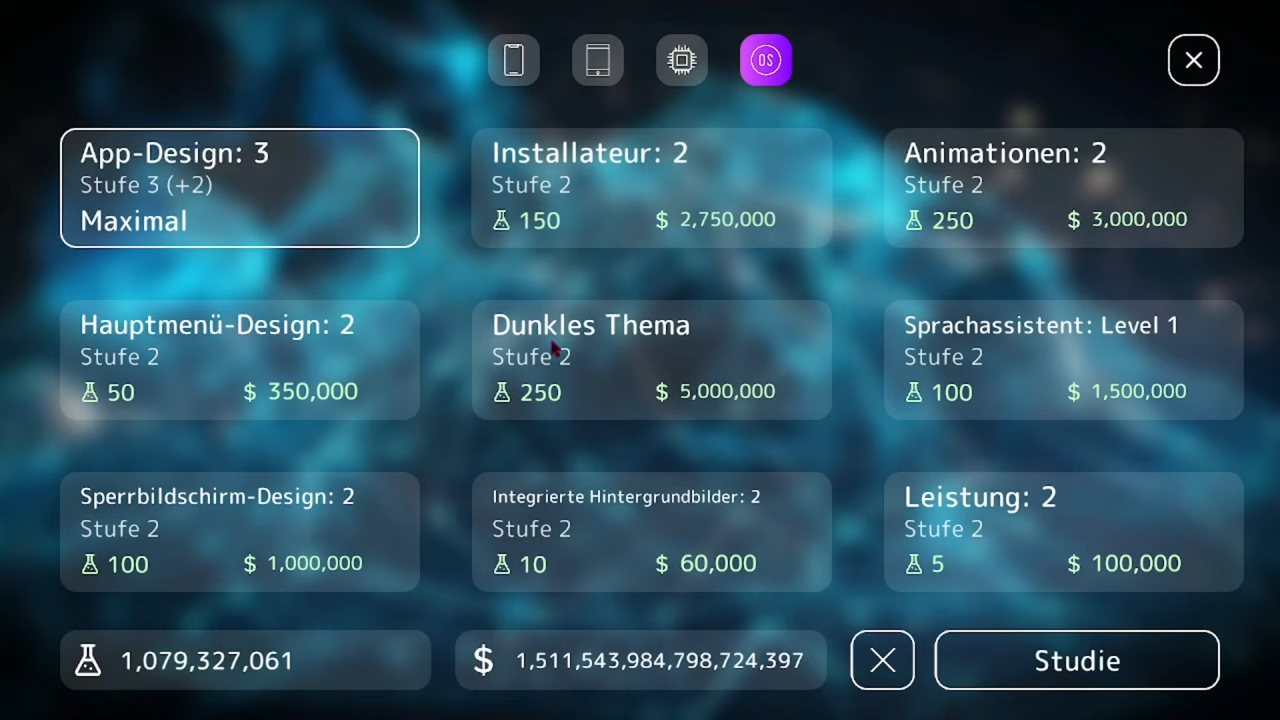 OS
App-Design: 3
Stufe 3 (+2)
Maximal
Installateur: 2
Stufe 2
150 $ 2,750,000
Animationen: 2
Stufe 2
250 $ 3,000,000
Hauptmenü-Design: 2
Stufe 2
50 $ 350,000
Dunkles Thema
Stufe 2
250 $ 5,000,000
Sprachassistent: Level 1
Stufe 2
100 $ 1,500,000
Sperrbildschirm-Design: 2
Stufe 2
100 $ 1,000,000
Integrierte Hintergrundbilder: 2
Stufe 2
10 $ 60,000
Leistung: 2
Stufe 2
5 $ 100,000
1,079,327,061
$ 1,511,543,984,798,724,397
Studie